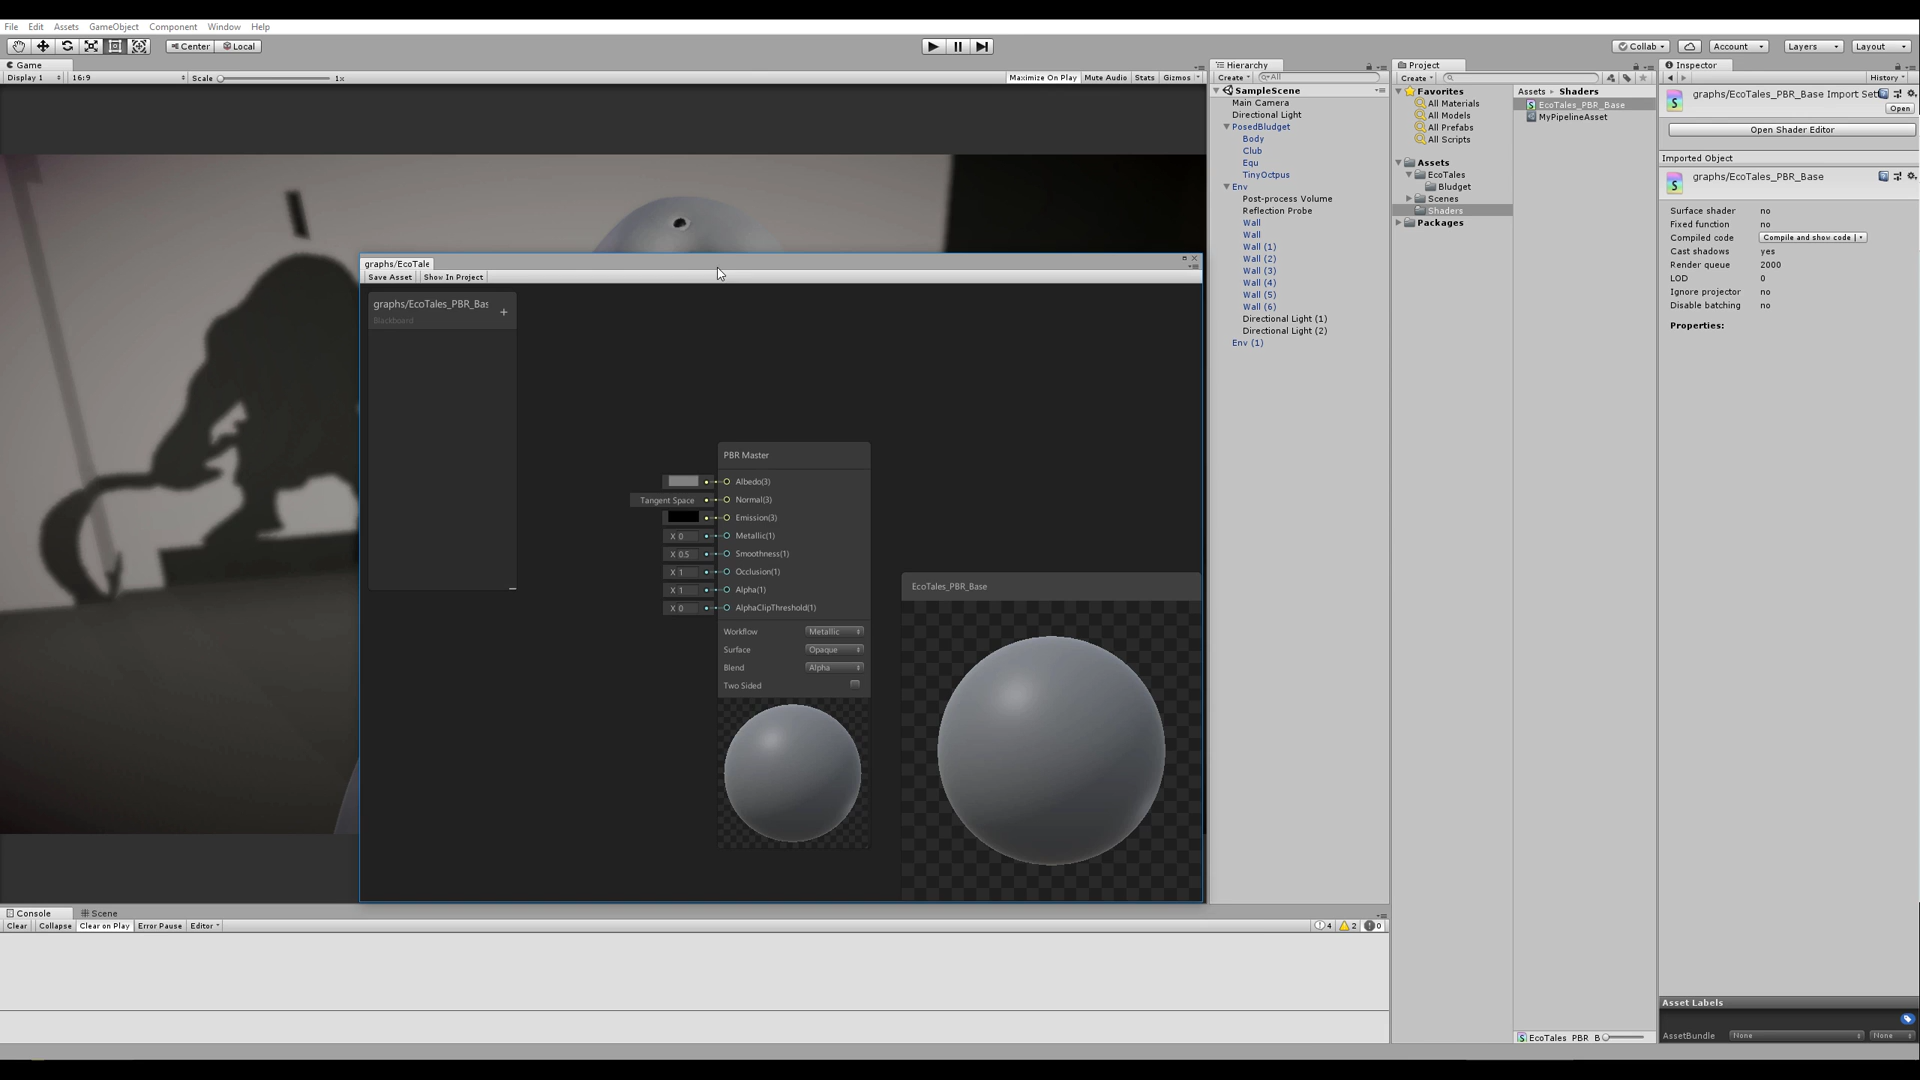 File Edit Assets GameObject Component Window Help
Center Local Collab Account Layers Layout
Game
Display 1 16:9 Scale 1x Maximize On Play Mute Audio Stats Gizmos
graphs/EcoTale
Save Asset Show In Project
graphs/EcoTales_PBR_Bas
Blackboard
PBR Master
Albedo(3)
Tangent Space Normal(3)
Emission(3)
X 0 Metallic(1)
X 0.5 Smoothness(1)
X 1 Occlusion(1)
X 1 Alpha(1)
X 0 AlphaClipThreshold(1)
Workflow Metallic
Surface Opaque
Blend Alpha
Two Sided
EcoTales_PBR_Base
Hierarchy
Create All
SampleScene
Main Camera
Directional Light
PosedBludget
Body
Club
Equ
TinyOctpus
Env
Post-process Volume
Reflection Probe
Wall
Wall
Wall (1)
Wall (2)
Wall (3)
Wall (4)
Wall (5)
Wall (6)
Directional Light (1)
Directional Light (2)
Env (1)
Project
Create
Favorites
All Materials
All Models
All Prefabs
All Scripts
Assets
EcoTales
Bludget
Scenes
Shaders
Packages
Assets Shaders
EcoTales_PBR_Base
MyPipelineAsset
EcoTales PBR B
Inspector
History
graphs/EcoTales_PBR_Base Import Set
Open
Open Shader Editor
Imported Object
graphs/EcoTales_PBR_Base
Surface shader no
Fixed function no
Compiled code Compile and show code
Cast shadows yes
Render queue 2000
LOD 0
Ignore projector no
Disable batching no
Properties:
Asset Labels
AssetBundle None None
Console Scene
Clear Collapse Clear on Play Error Pause Editor 4 2 0